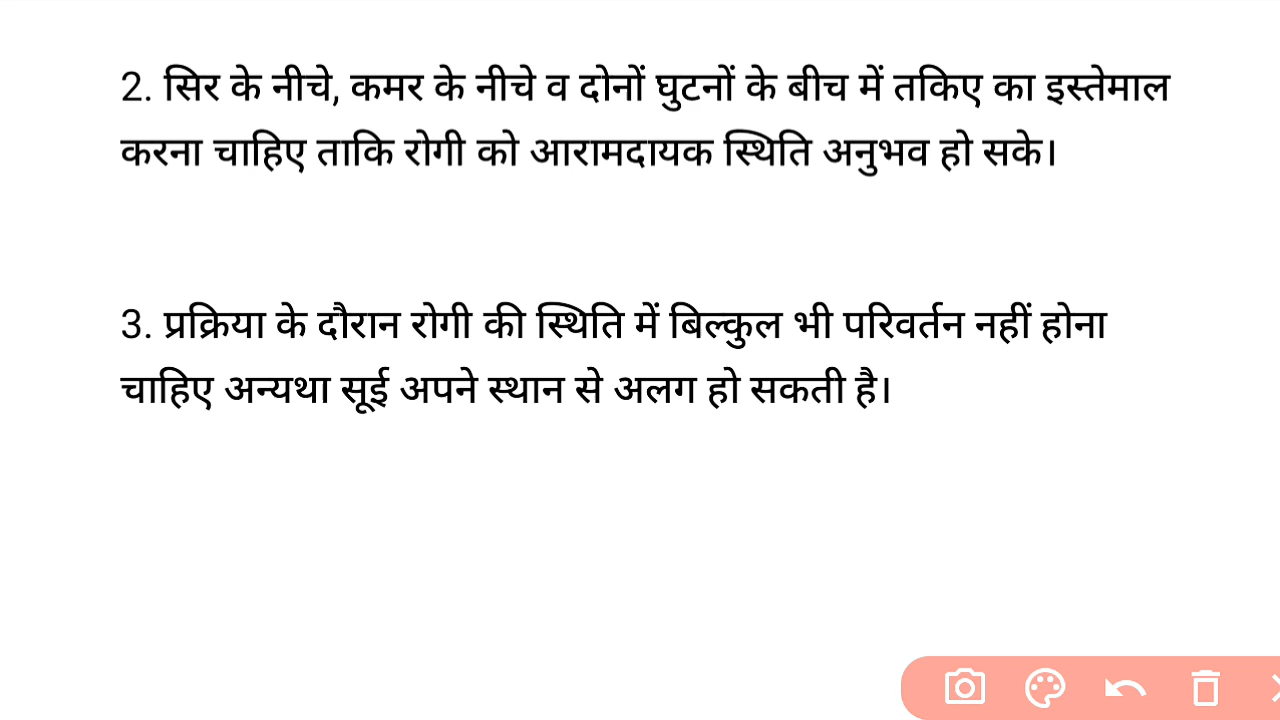 2. सिर के नीचे, कमर के नीचे व दोनों घुटनों के बीच में तकिए का इस्तेमाल
करना चाहिए ताकि रोगी को आरामदायक स्थिति अनुभव हो सके।
3. प्रक्रिया के दौरान रोगी की स्थिति में बिल्कुल भी परिवर्तन नहीं होना
चाहिए अन्यथा सूई अपने स्थान से अलग हो सकती है।